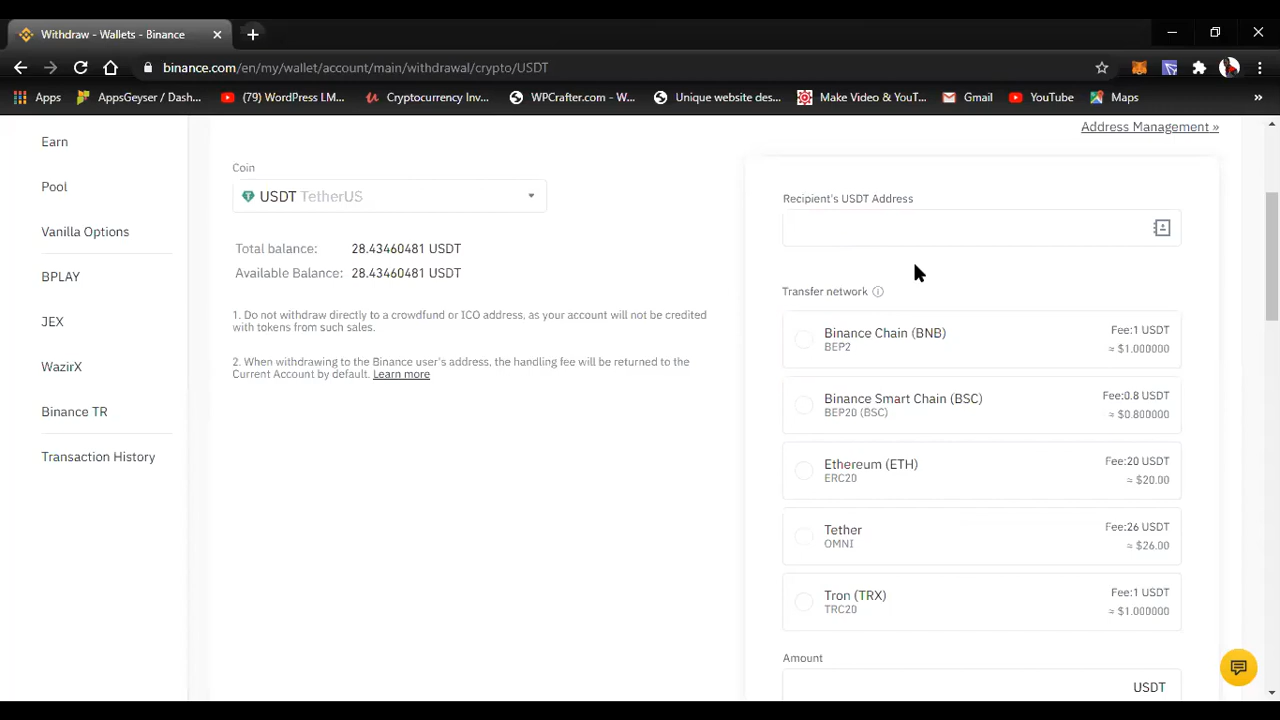 Withdraw - Wallets - Binance
binance.com/en/my/wallet/account/main/withdrawal/crypto/USDT
Apps
AppsGeyser / Dash...
(79) WordPress LM...
Cryptocurrency Inv...
WPCrafter.com - W...
Unique website des...
Make Video & YouT...
Gmail
YouTube
Maps
»
Address Management »
Earn
Pool
Vanilla Options
BPLAY
JEX
WazirX
Binance TR
Transaction History
Coin
USDT TetherUS
Total balance: 28.43460481 USDT
Available Balance: 28.43460481 USDT
1. Do not withdraw directly to a crowdfund or ICO address, as your account will not be credited
with tokens from such sales.
2. When withdrawing to the Binance user's address, the handling fee will be returned to the
Current Account by default. Learn more
Recipient's USDT Address
Transfer network
Binance Chain (BNB) Fee:1 USDT
BEP2 ≈ $1.000000
Binance Smart Chain (BSC) Fee:0.8 USDT
BEP20 (BSC) ≈ $0.800000
Ethereum (ETH) Fee:20 USDT
ERC20 ≈ $20.00
Tether Fee:26 USDT
OMNI ≈ $26.00
Tron (TRX) Fee:1 USDT
TRC20 ≈ $1.000000
Amount
USDT